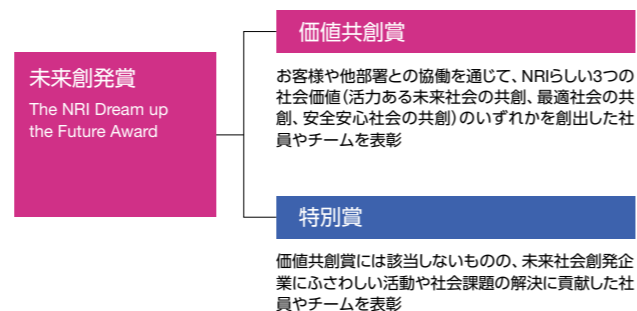 未来創発賞
The NRI Dream up
the Future Award
価値共創賞
お客様や他部署との協働を通じて、NRIらしい3つの
社会価値（活力ある未来社会の共創、最適社会の共
創、安全安心社会の共創）のいずれかを創出した社
員やチームを表彰
特別賞
価値共創賞には該当しないものの、未来社会創発企
業にふさわしい活動や社会課題の解決に貢献した社
員やチームを表彰